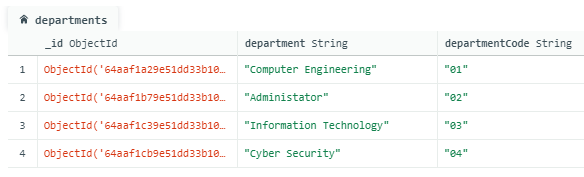 departments
_id ObjectId department String departmentCode String
1 ObjectId('64aaf1a29e51dd33b10… "Computer Engineering" "01"
2 ObjectId('64aaf1b79e51dd33b10… "Administator" "02"
3 ObjectId('64aaf1c39e51dd33b10… "Information Technology" "03"
4 ObjectId('64aaf1cb9e51dd33b10… "Cyber Security" "04"